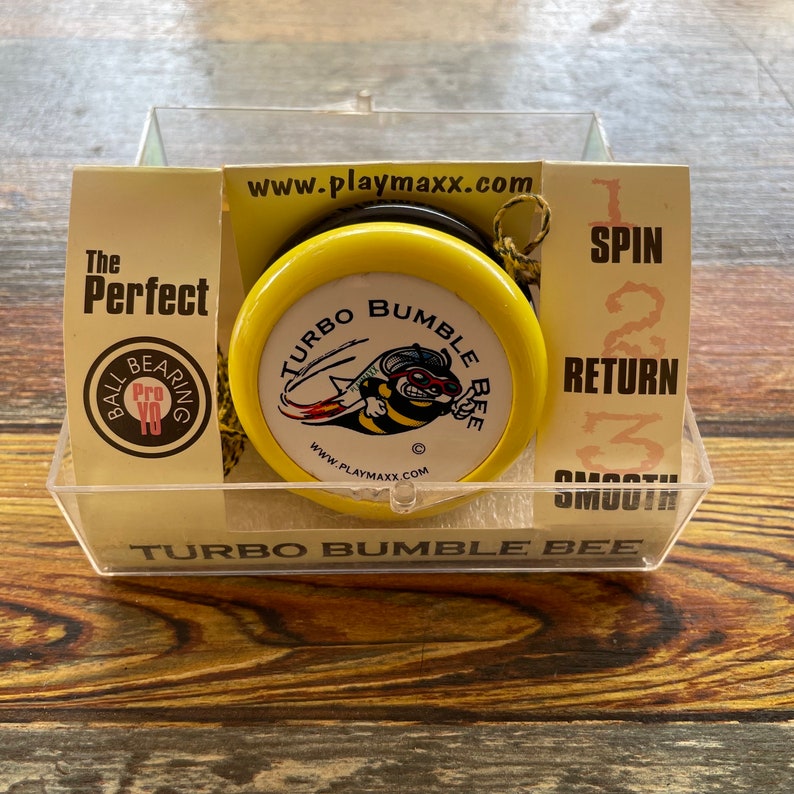 www.playmaxx.com
The
Perfect
BALL BEARING
Pro
YO
1
SPIN
2
RETURN
3
SMOOTH
TURBO BUMBLE BEE
©
www.playmaxx.com
TURBO BUMBLE BEE